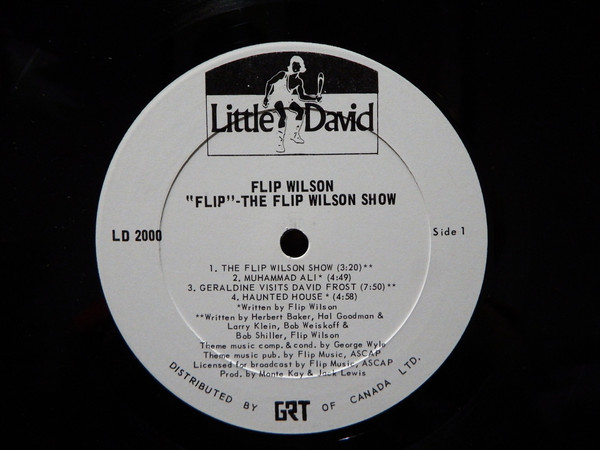 Little David
FLIP WILSON
"FLIP"-THE FLIP WILSON SHOW
LD 2000
Side 1
1. THE FLIP WILSON SHOW (3:20)**
2. MUHAMMAD ALI* (4:49)
3. GERALDINE VISITS DAVID FROST (7:50)**
4. HAUNTED HOUSE* (4:58)
*Written by Flip Wilson
**Written by Herbert Baker, Hal Goodman &
Larry Klein, Bob Weiskoff &
Bob Shiller, Flip Wilson
Theme music comp. & cond. by George Wyle
Theme music pub. by Flip Music, ASCAP
Licensed for broadcast by Flip Music, ASCAP
Prod. by Monte Kay & Jack Lewis
DISTRIBUTED BY GRT OF CANADA LTD.